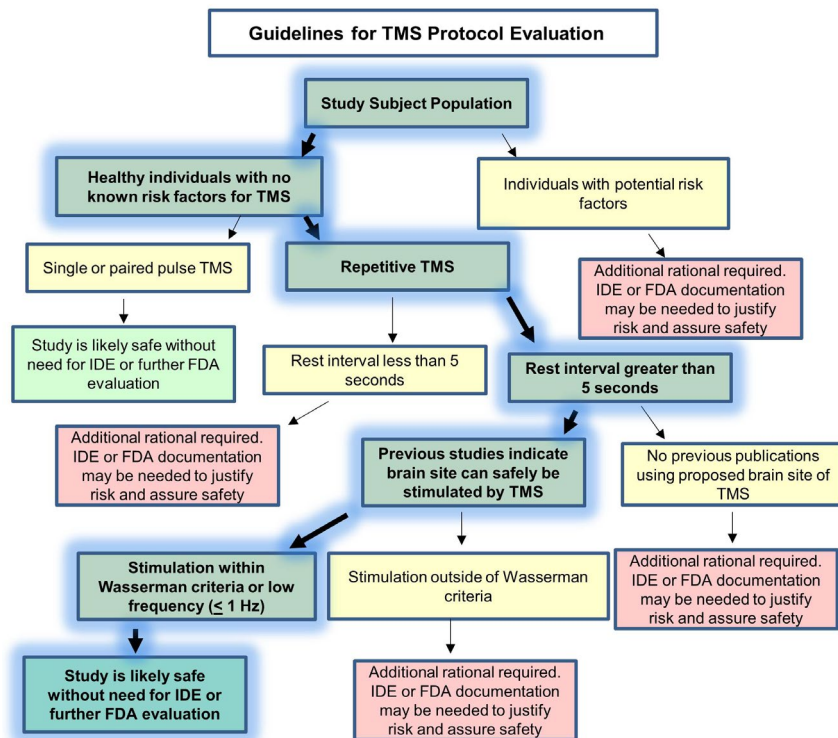 Guidelines for TMS Protocol Evaluation
Study Subject Population
Healthy individuals with no
known risk factors for TMS
Individuals with potential risk
factors
Single or paired pulse TMS
Repetitive TMS
Additional rational required.
IDE or FDA documentation
may be needed to justify
risk and assure safety
Study is likely safe without
need for IDE or further FDA
evaluation
Rest interval less than 5
seconds
Rest interval greater than
5 seconds
Additional rational required.
IDE or FDA documentation
may be needed to justify
risk and assure safety
Previous studies indicate
brain site can safely be
stimulated by TMS
No previous publications
using proposed brain site of
TMS
Stimulation within
Wasserman criteria or low
frequency (≤ 1 Hz)
Stimulation outside of Wasserman
criteria
Additional rational required.
IDE or FDA documentation
may be needed to justify
risk and assure safety
Study is likely safe
without need for IDE or
further FDA evaluation
Additional rational required.
IDE or FDA documentation
may be needed to justify
risk and assure safety